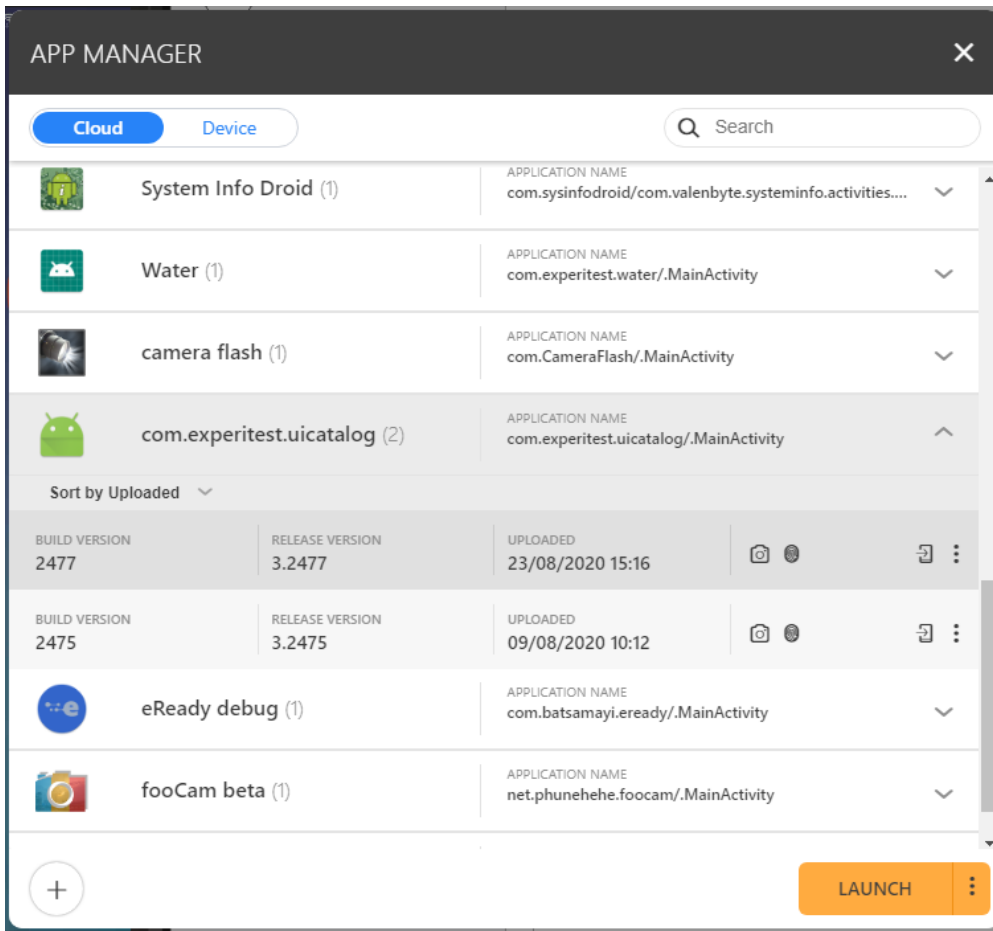 APP MANAGER
Cloud
Device
Search
System Info Droid (1)
APPLICATION NAME
com.sysinfodroid/com.valenbyte.systeminfo.activities....
Water (1)
APPLICATION NAME
com.experitest.water/.MainActivity
camera flash (1)
APPLICATION NAME
com.CameraFlash/.MainActivity
com.experitest.uicatalog (2)
APPLICATION NAME
com.experitest.uicatalog/.MainActivity
Sort by Uploaded
BUILD VERSION
2477
RELEASE VERSION
3.2477
UPLOADED
23/08/2020 15:16
BUILD VERSION
2475
RELEASE VERSION
3.2475
UPLOADED
09/08/2020 10:12
eReady debug (1)
APPLICATION NAME
com.batsamayi.eready/.MainActivity
fooCam beta (1)
APPLICATION NAME
net.phunehehe.foocam/.MainActivity
LAUNCH